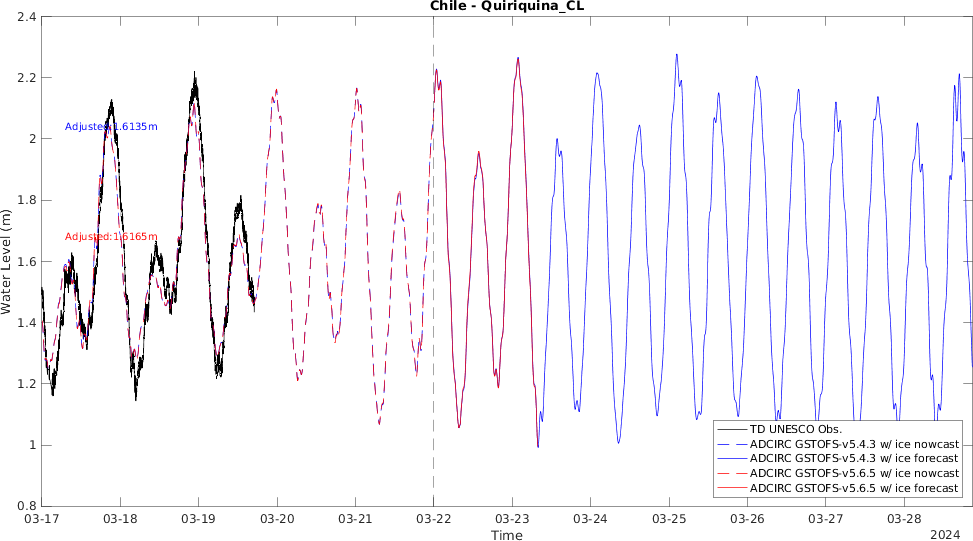 Chile - Quiriquina_CL
2.4
2.2
2
1.8
1.6
1.4
1.2
1
0.8
Water Level (m)
Adjusted:1.6135m
Adjusted:1.6165m
TD UNESCO Obs.
ADCIRC GSTOFS-v5.4.3 w/ ice nowcast
ADCIRC GSTOFS-v5.4.3 w/ ice forecast
ADCIRC GSTOFS-v5.6.5 w/ ice nowcast
ADCIRC GSTOFS-v5.6.5 w/ ice forecast
03-17 03-18 03-19 03-20 03-21 03-22 03-23 03-24 03-25 03-26 03-27 03-28
Time
2024